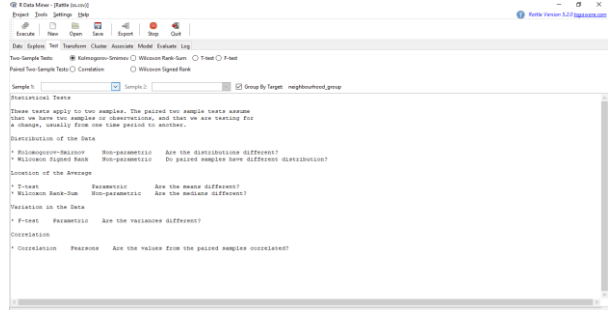 R Data Miner - [Rattle (ss.csv)]
Project Tools Settings Help
Rattle Version 5.2.0 togaware.com
Execute New Open Save Export Stop Quit
Data Explore Test Transform Cluster Associate Model Evaluate Log
Two-Sample Tests: Kolmogorov-Smirnov Wilcoxon Rank-Sum T-test F-test
Paired Two-Sample Tests: Correlation Wilcoxon Signed Rank
Sample 1: Sample 2: Group By Target neighbourhood_group
Statistical Tests
These tests apply to two samples. The paired two sample tests assume
that we have two samples or observations, and that we are testing for
a change, usually from one time period to another.
Distribution of the Data
* Kolomogorov-Smirnov Non-parametric Are the distributions different?
* Wilcoxon Signed Rank Non-parametric Do paired samples have different distribution?
Location of the Average
* T-test Parametric Are the means different?
* Wilcoxon Rank-Sum Non-parametric Are the medians different?
Variation in the Data
* F-test Parametric Are the variances different?
Correlation
* Correlation Pearsons Are the values from the paired samples correlated?